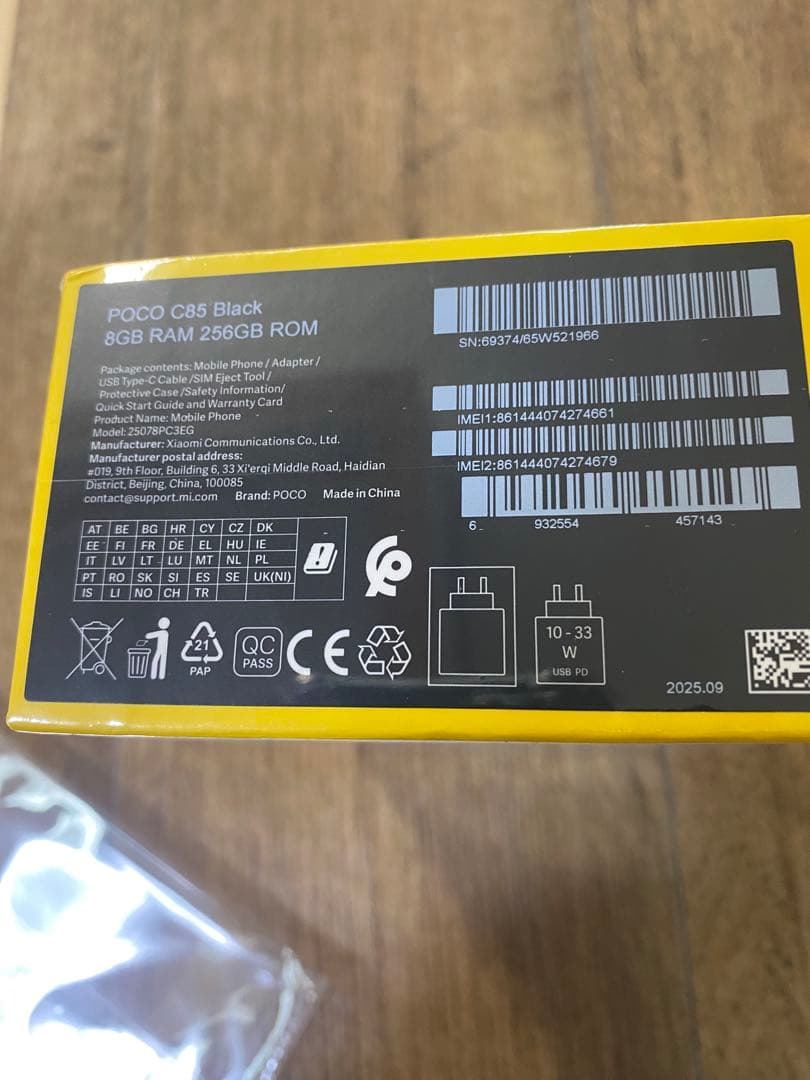 POCO C85 Black
8GB RAM 256GB ROM
Package contents: Mobile Phone / Adapter /
USB Type-C Cable /SIM Eject Tool /
Protective Case /Safety Information/
Quick Start Guide and Warranty Card
Product Name: Mobile Phone
Model: 25078PC3EG
Manufacturer: Xiaomi Communications Co., Ltd.
Manufacturer postal address:
#019, 9th Floor, Building 6, 33 Xi'erqi Middle Road, Haidian
District, Beijing, China, 100085
contact@support.mi.com Brand: POCO Made in China
SN:69374/65W521966
IMEI1:861444074274661
IMEI2:861444074274679
6 932554 457143
AT BE BG HR CY CZ DK
EE FI FR DE EL HU IE
IT LV LT LU MT NL PL
PT RO SK SI ES SE UK(NI)
IS LI NO CH TR
21
PAP
QC
PASS
CE
10 - 33
W
USB PD
2025.09